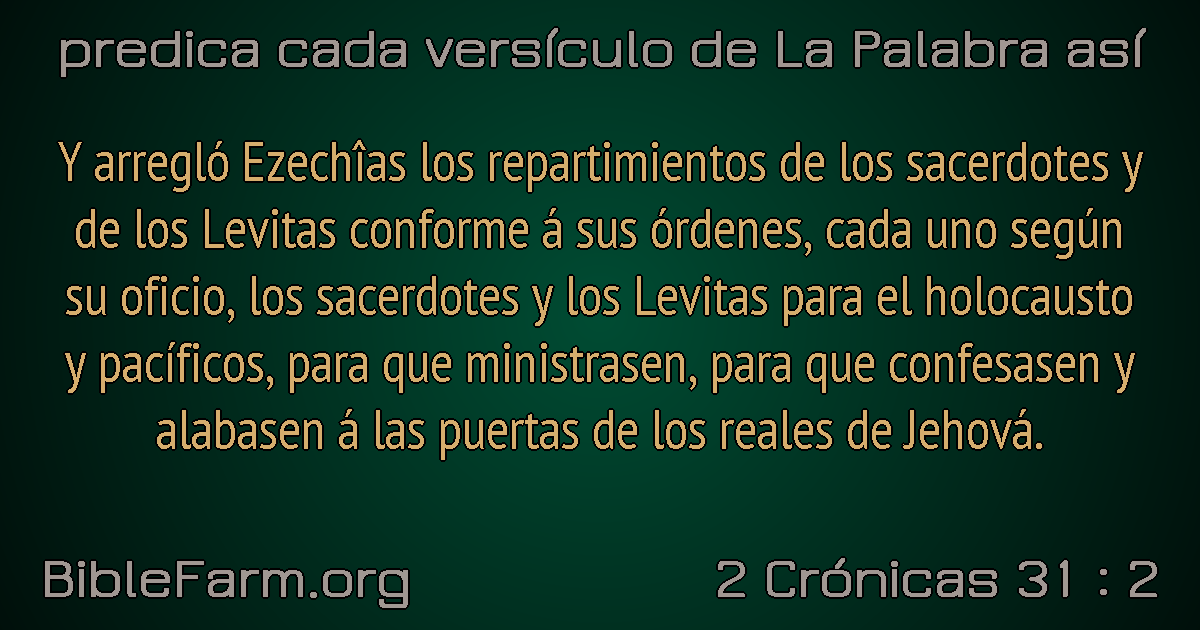 predica cada versículo de La Palabra así
Y arregló Ezechîas los repartimientos de los sacerdotes y
de los Levitas conforme á sus órdenes, cada uno según
su oficio, los sacerdotes y los Levitas para el holocausto
y pacíficos, para que ministrasen, para que confesasen y
alabasen á las puertas de los reales de Jehová.
BibleFarm.org
2 Crónicas 31 : 2